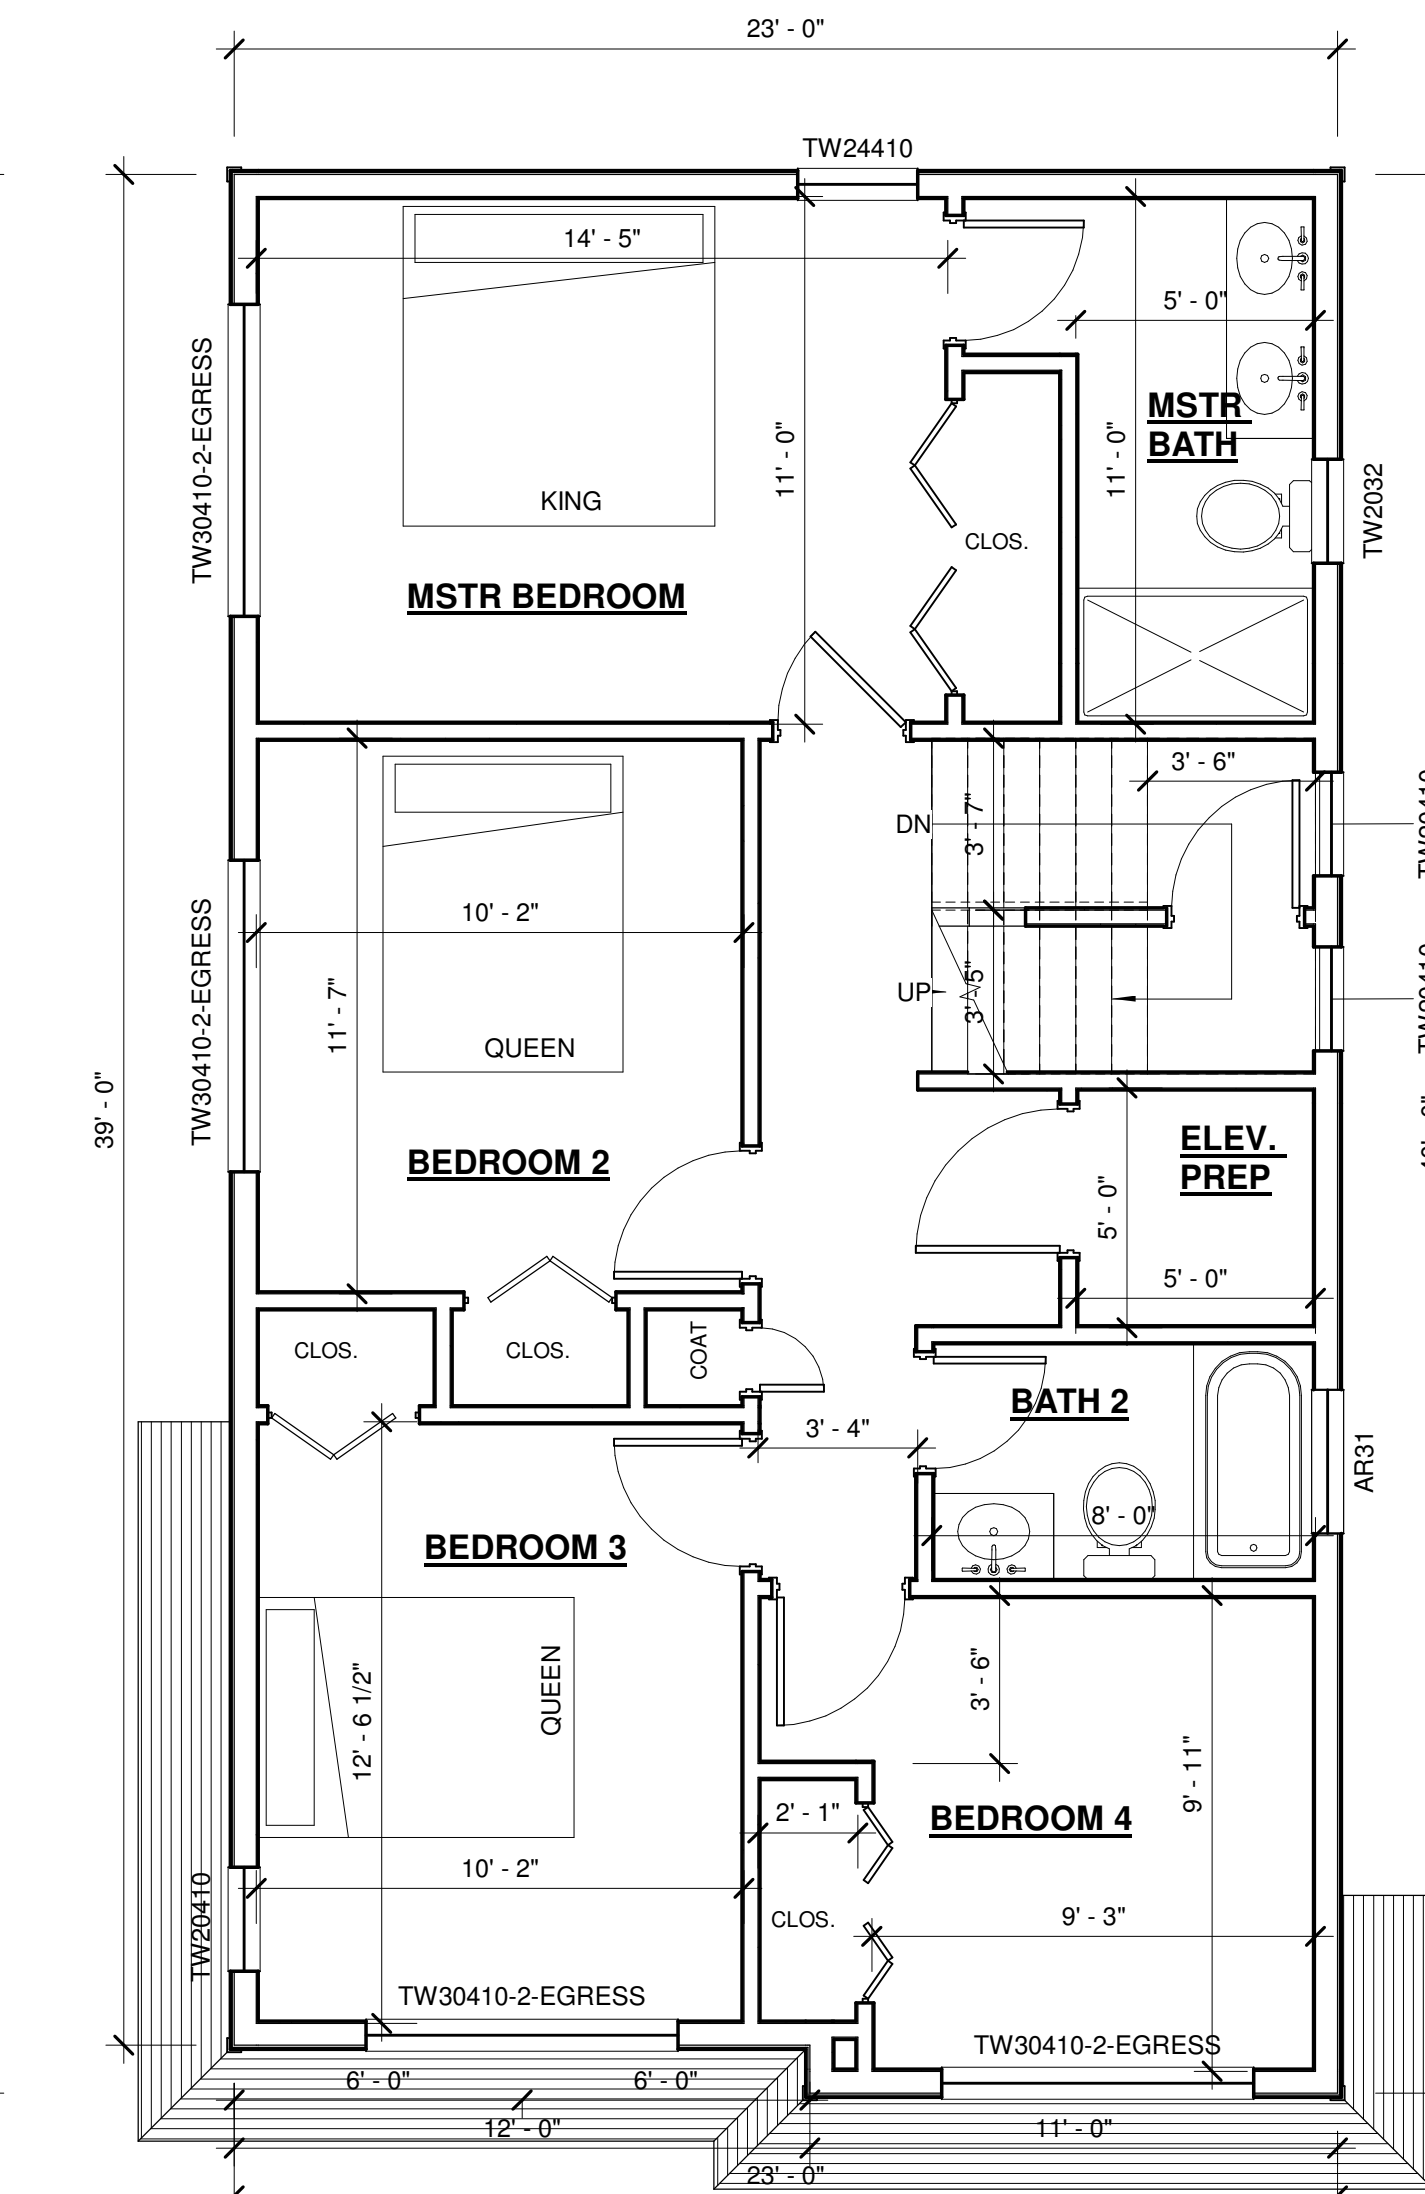 23' - 0"
TW24410
14' - 5"
5' - 0"
TW30410-2-EGRESS
MSTR
BATH
11' - 0"
11' - 0"
TW2032
KING
CLOS.
MSTR BEDROOM
3' - 6"
DN
3' - 7"
10' - 2"
TW30410-2-EGRESS
11' - 7"
UP
3' - 5"
QUEEN
39' - 0"
ELEV.
PREP
BEDROOM 2
5' - 0"
5' - 0"
CLOS.
CLOS.
COAT
BATH 2
3' - 4"
AR31
8' - 0"
BEDROOM 3
QUEEN
12' - 6 1/2"
3' - 6"
9' - 11"
2' - 1"
BEDROOM 4
10' - 2"
TW20410
CLOS.
9' - 3"
TW30410-2-EGRESS
TW30410-2-EGRESS
6' - 0"
6' - 0"
12' - 0"
11' - 0"
23' - 0"